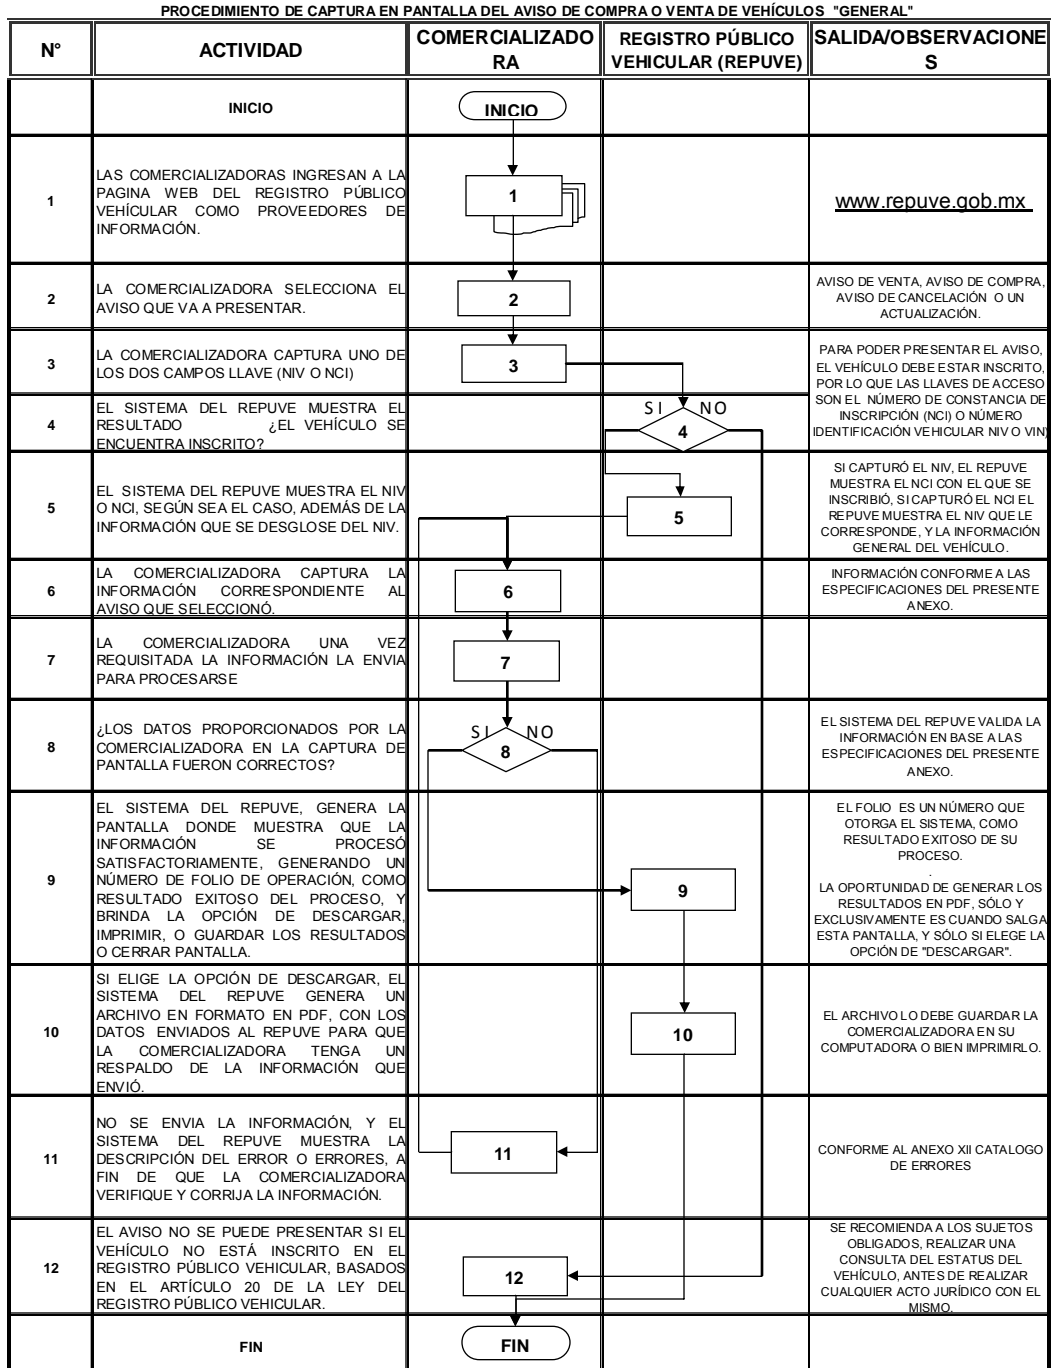 PROCEDIMIENTO DE CAPTURA EN PANTALLA DEL AVISO DE COMPRA O VENTA DE VEHÍCULOS "GENERAL"
N°
ACTIVIDAD
COMERCIALIZADO
RA
REGISTRO PÚBLICO
VEHICULAR (REPUVE)
SALIDA/OBSERVACIONE
S
INICIO
INICIO
1
LAS COMERCIALIZADORAS INGRESAN A LA
PAGINA WEB DEL REGISTRO PÚBLICO
VEHÍCULAR COMO PROVEEDORES DE
INFORMACIÓN.
1
www.repuve.gob.mx
2
LA COMERCIALIZADORA SELECCIONA EL
AVISO QUE VA A PRESENTAR.
2
AVISO DE VENTA, AVISO DE COMPRA,
AVISO DE CANCELACIÓN O UN
ACTUALIZACIÓN.
3
LA COMERCIALIZADORA CAPTURA UNO DE
LOS DOS CAMPOS LLAVE (NIV O NCI)
3
PARA PODER PRESENTAR EL AVISO,
EL VEHÍCULO DEBE ESTAR INSCRITO,
POR LO QUE LAS LLAVES DE ACCESO
SON EL NÚMERO DE CONSTANCIA DE
INSCRIPCIÓN (NCI) O NÚMERO
IDENTIFICACIÓN VEHICULAR NIV O VIN)
4
EL SISTEMA DEL REPUVE MUESTRA EL
RESULTADO ¿EL VEHÍCULO SE
ENCUENTRA INSCRITO?
SI NO
4
5
EL SISTEMA DEL REPUVE MUESTRA EL NIV
O NCI, SEGÚN SEA EL CASO, ADEMÁS DE LA
INFORMACIÓN QUE SE DESGLOSE DEL NIV.
5
SI CAPTURÓ EL NIV, EL REPUVE
MUESTRA EL NCI CON EL QUE SE
INSCRIBIÓ, SI CAPTURÓ EL NCI EL
REPUVE MUESTRA EL NIV QUE LE
CORRESPONDE, Y LA INFORMACIÓN
GENERAL DEL VEHÍCULO.
6
LA COMERCIALIZADORA CAPTURA LA
INFORMACIÓN CORRESPONDIENTE AL
AVISO QUE SELECCIONÓ.
6
INFORMACIÓN CONFORME A LAS
ESPECIFICACIONES DEL PRESENTE
ANEXO.
7
LA COMERCIALIZADORA UNA VEZ
REQUISITADA LA INFORMACIÓN LA ENVIA
PARA PROCESARSE
7
8
¿LOS DATOS PROPORCIONADOS POR LA
COMERCIALIZADORA EN LA CAPTURA DE
PANTALLA FUERON CORRECTOS?
SI NO
8
EL SISTEMA DEL REPUVE VALIDA LA
INFORMACIÓN EN BASE A LAS
ESPECIFICACIONES DEL PRESENTE
ANEXO.
9
EL SISTEMA DEL REPUVE, GENERA LA
PANTALLA DONDE MUESTRA QUE LA
INFORMACIÓN SE PROCESÓ
SATISFACTORIAMENTE, GENERANDO UN
NÚMERO DE FOLIO DE OPERACIÓN, COMO
RESULTADO EXITOSO DEL PROCESO, Y
BRINDA LA OPCIÓN DE DESCARGAR,
IMPRIMIR, O GUARDAR LOS RESULTADOS
O CERRAR PANTALLA.
9
EL FOLIO ES UN NÚMERO QUE
OTORGA EL SISTEMA, COMO
RESULTADO EXITOSO DE SU
PROCESO.
.
LA OPORTUNIDAD DE GENERAR LOS
RESULTADOS EN PDF, SÓLO Y
EXCLUSIVAMENTE ES CUANDO SALGA
ESTA PANTALLA, Y SÓLO SI ELEGE LA
OPCIÓN DE "DESCARGAR".
10
SI ELIGE LA OPCIÓN DE DESCARGAR, EL
SISTEMA DEL REPUVE GENERA UN
ARCHIVO EN FORMATO EN PDF, CON LOS
DATOS ENVIADOS AL REPUVE PARA QUE
LA COMERCIALIZADORA TENGA UN
RESPALDO DE LA INFORMACIÓN QUE
ENVIÓ.
10
EL ARCHIVO LO DEBE GUARDAR LA
COMERCIALIZADORA EN SU
COMPUTADORA O BIEN IMPRIMIRLO.
11
NO SE ENVIA LA INFORMACIÓN, Y EL
SISTEMA DEL REPUVE MUESTRA LA
DESCRIPCIÓN DEL ERROR O ERRORES, A
FIN DE QUE LA COMERCIALIZADORA
VERIFIQUE Y CORRIJA LA INFORMACIÓN.
11
CONFORME AL ANEXO XII CATALOGO
DE ERRORES
12
EL AVISO NO SE PUEDE PRESENTAR SI EL
VEHÍCULO NO ESTÁ INSCRITO EN EL
REGISTRO PÚBLICO VEHICULAR, BASADOS
EN EL ARTÍCULO 20 DE LA LEY DEL
REGISTRO PÚBLICO VEHICULAR.
12
SE RECOMIENDA A LOS SUJETOS
OBLIGADOS, REALIZAR UNA
CONSULTA DEL ESTATUS DEL
VEHÍCULO, ANTES DE REALIZAR
CUALQUIER ACTO JURÍDICO CON EL
MISMO.
FIN
FIN